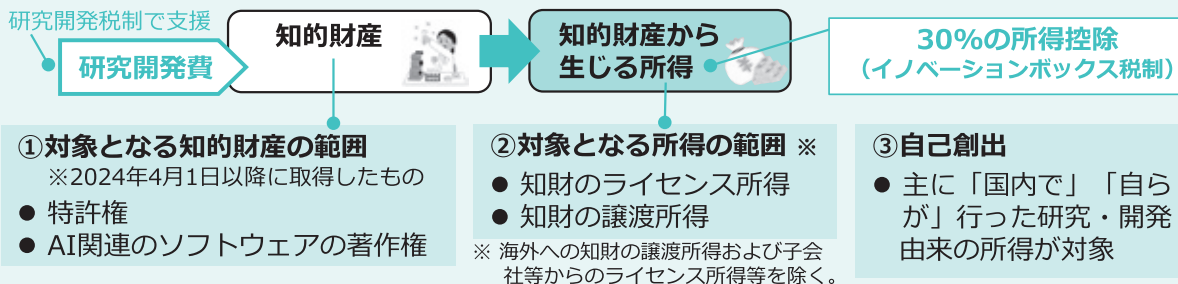 研究開発税制で支援
研究開発費
知的財産
知的財産から
生じる所得
30%の所得控除
（イノベーションボックス税制）
①対象となる知的財産の範囲
※2024年4月1日以降に取得したもの
● 特許権
● AI関連のソフトウェアの著作権
②対象となる所得の範囲 ※
● 知財のライセンス所得
● 知財の譲渡所得
※ 海外への知財の譲渡所得および子会
社等からのライセンス所得等を除く。
③自己創出
● 主に「国内で」「自ら
が」行った研究・開発
由来の所得が対象